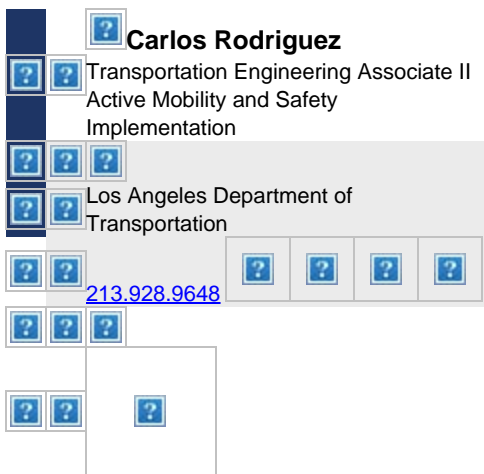 Carlos Rodriguez
Transportation Engineering Associate II
Active Mobility and Safety
Implementation
Los Angeles Department of
Transportation
213.928.9648